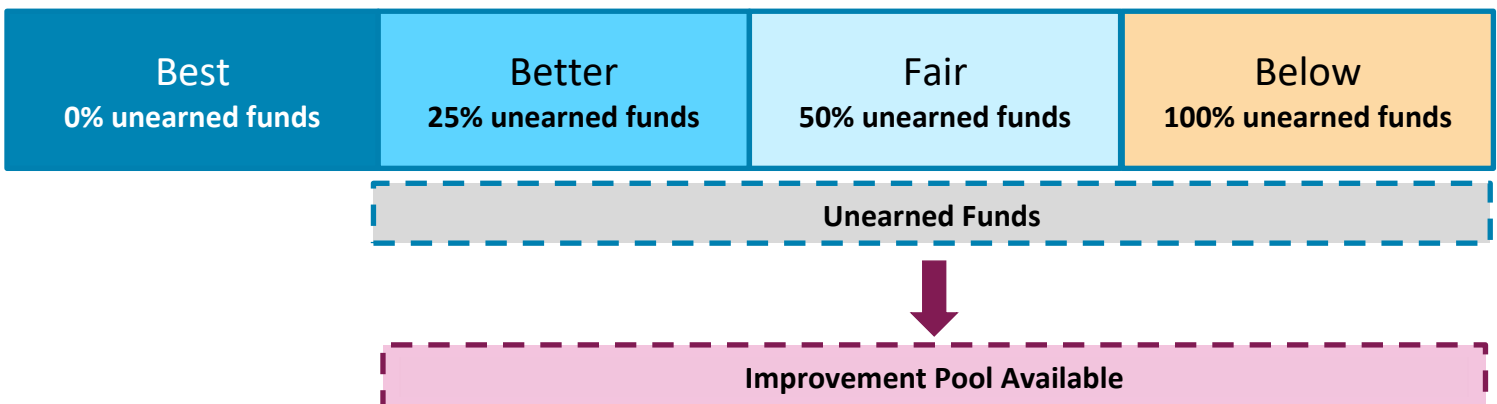 Best
0% unearned funds
Better
25% unearned funds
Fair
50% unearned funds
Below
100% unearned funds
Unearned Funds
Improvement Pool Available